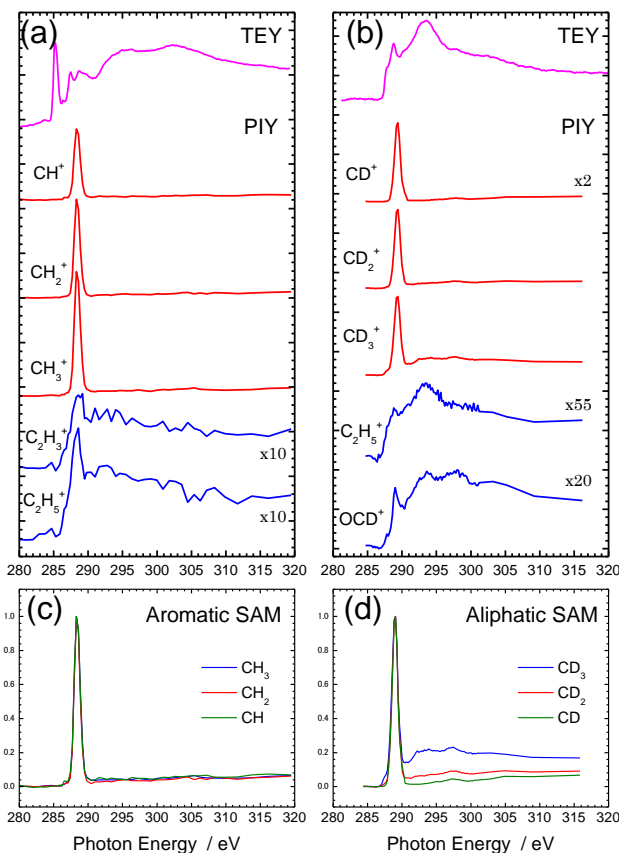 (a) TEY
PIY
CH+
CH2+
CH3+
C2H3+
x10
C2H5+
x10
280 285 290 295 300 305 310 315 320
(b) TEY
PIY
CD+
x2
CD2+
CD3+
x55
C2H5+
x20
OCD+
280 285 290 295 300 305 310 315 320
(c) Aromatic SAM
1.0
0.8
0.6
0.4
0.2
0.0
CH3
CH2
CH
280 285 290 295 300 305 310 315 320
Photon Energy / eV
(d) Aliphatic SAM
1.0
0.8
0.6
0.4
0.2
0.0
CD3
CD2
CD
280 285 290 295 300 305 310 315 320
Photon Energy / eV